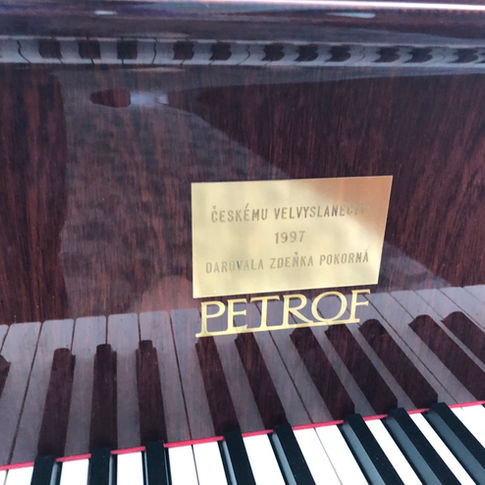 ČESKÉMU VELVYSLANECTVÍ
1997
DAROVALA ZDEŇKA POKORNÁ
PETROF